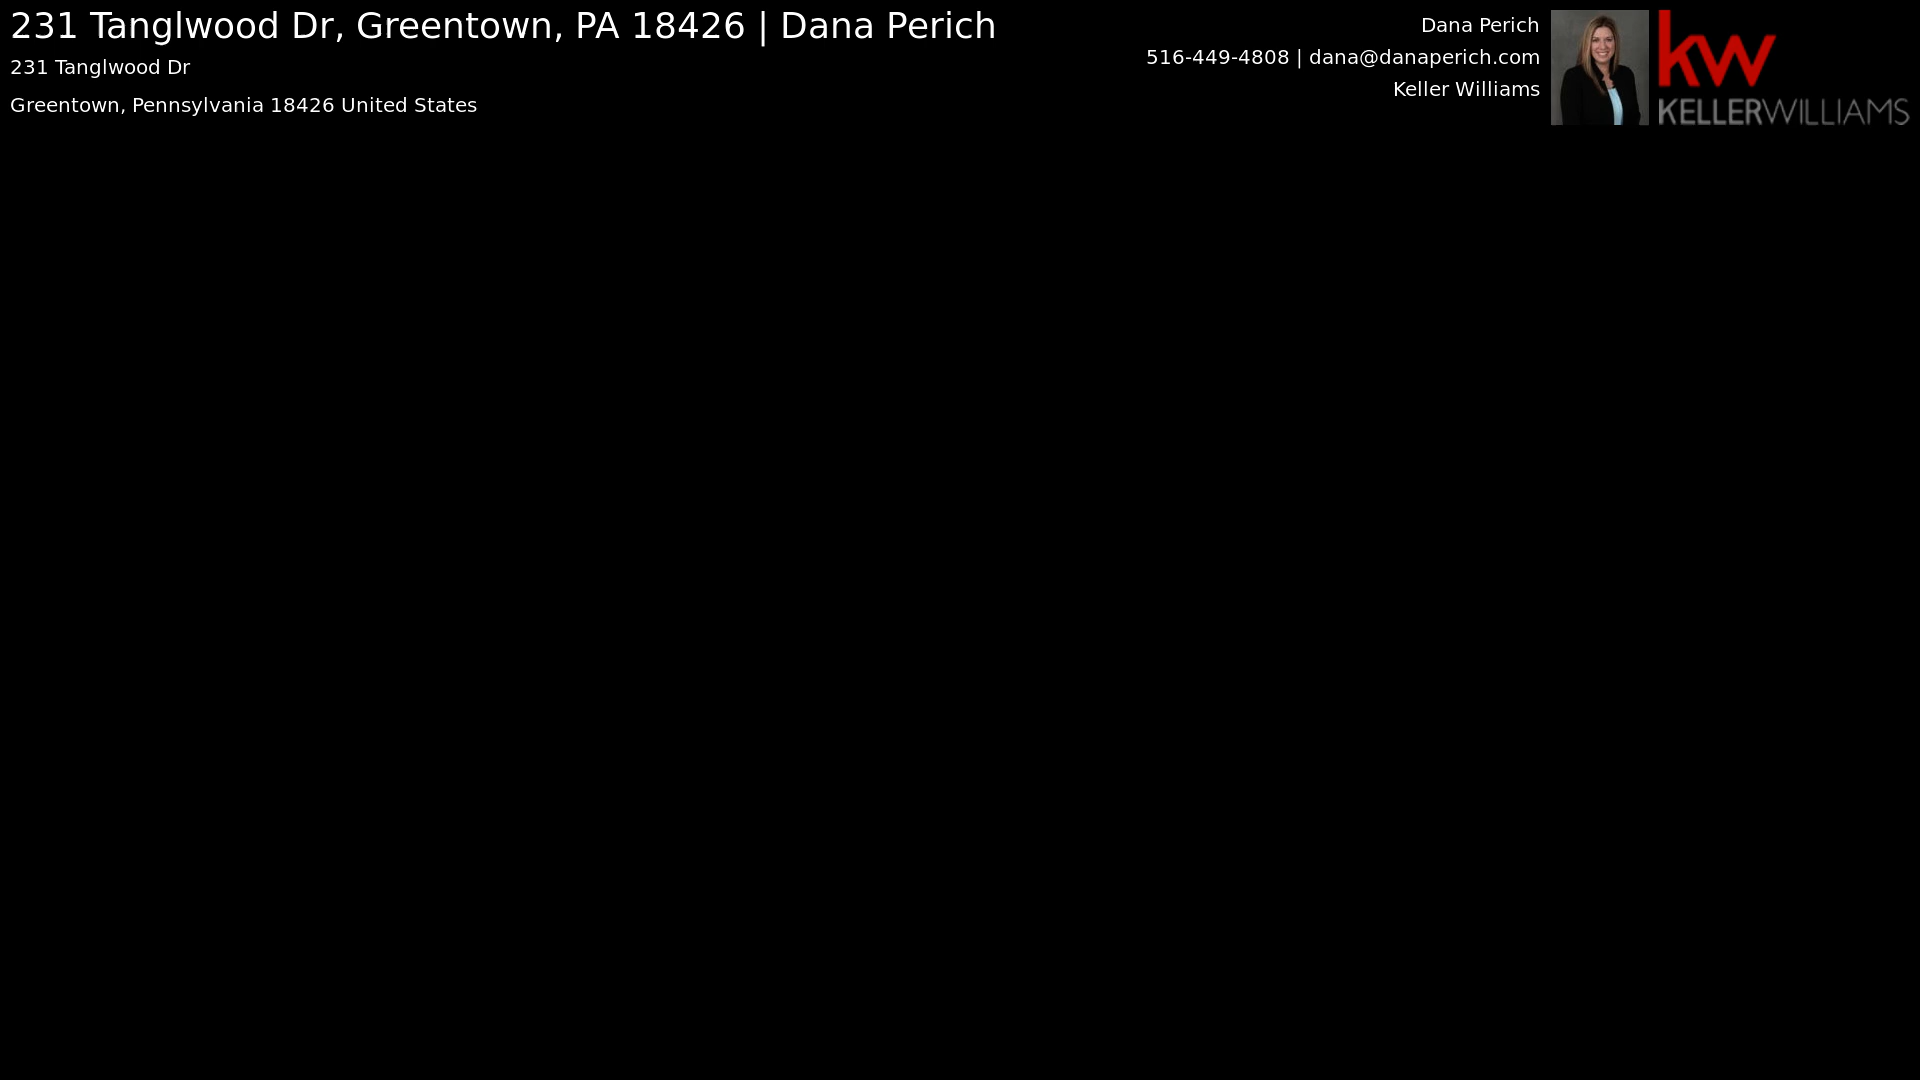 231 Tanglwood Dr, Greentown, PA 18426 | Dana Perich
231 Tanglwood Dr
Greentown, Pennsylvania 18426 United States
Dana Perich
516-449-4808 | dana@danaperich.com
Keller Williams
kw
KELLERWILLIAMS